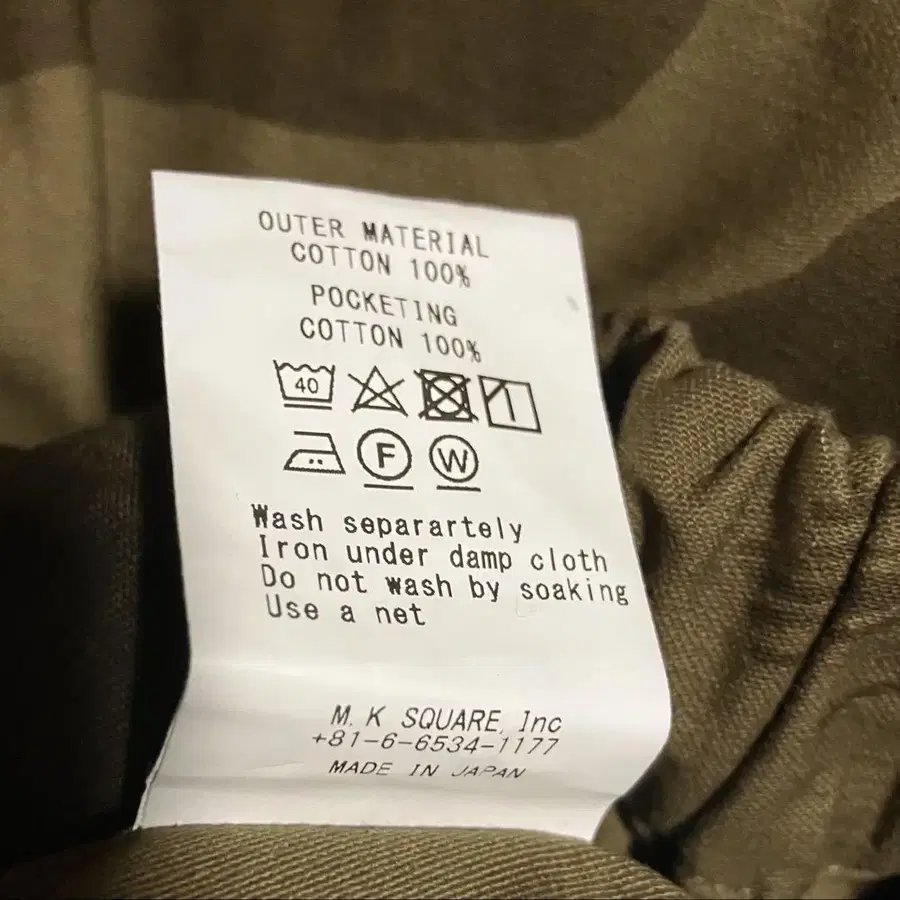 OUTER MATERIAL
COTTON 100%
POCKETING
COTTON 100%
40
F W
Wash separartely
Iron under damp cloth
Do not wash by soaking
Use a net
M. K SQUARE, Inc
+81-6-6534-1177
MADE IN JAPAN